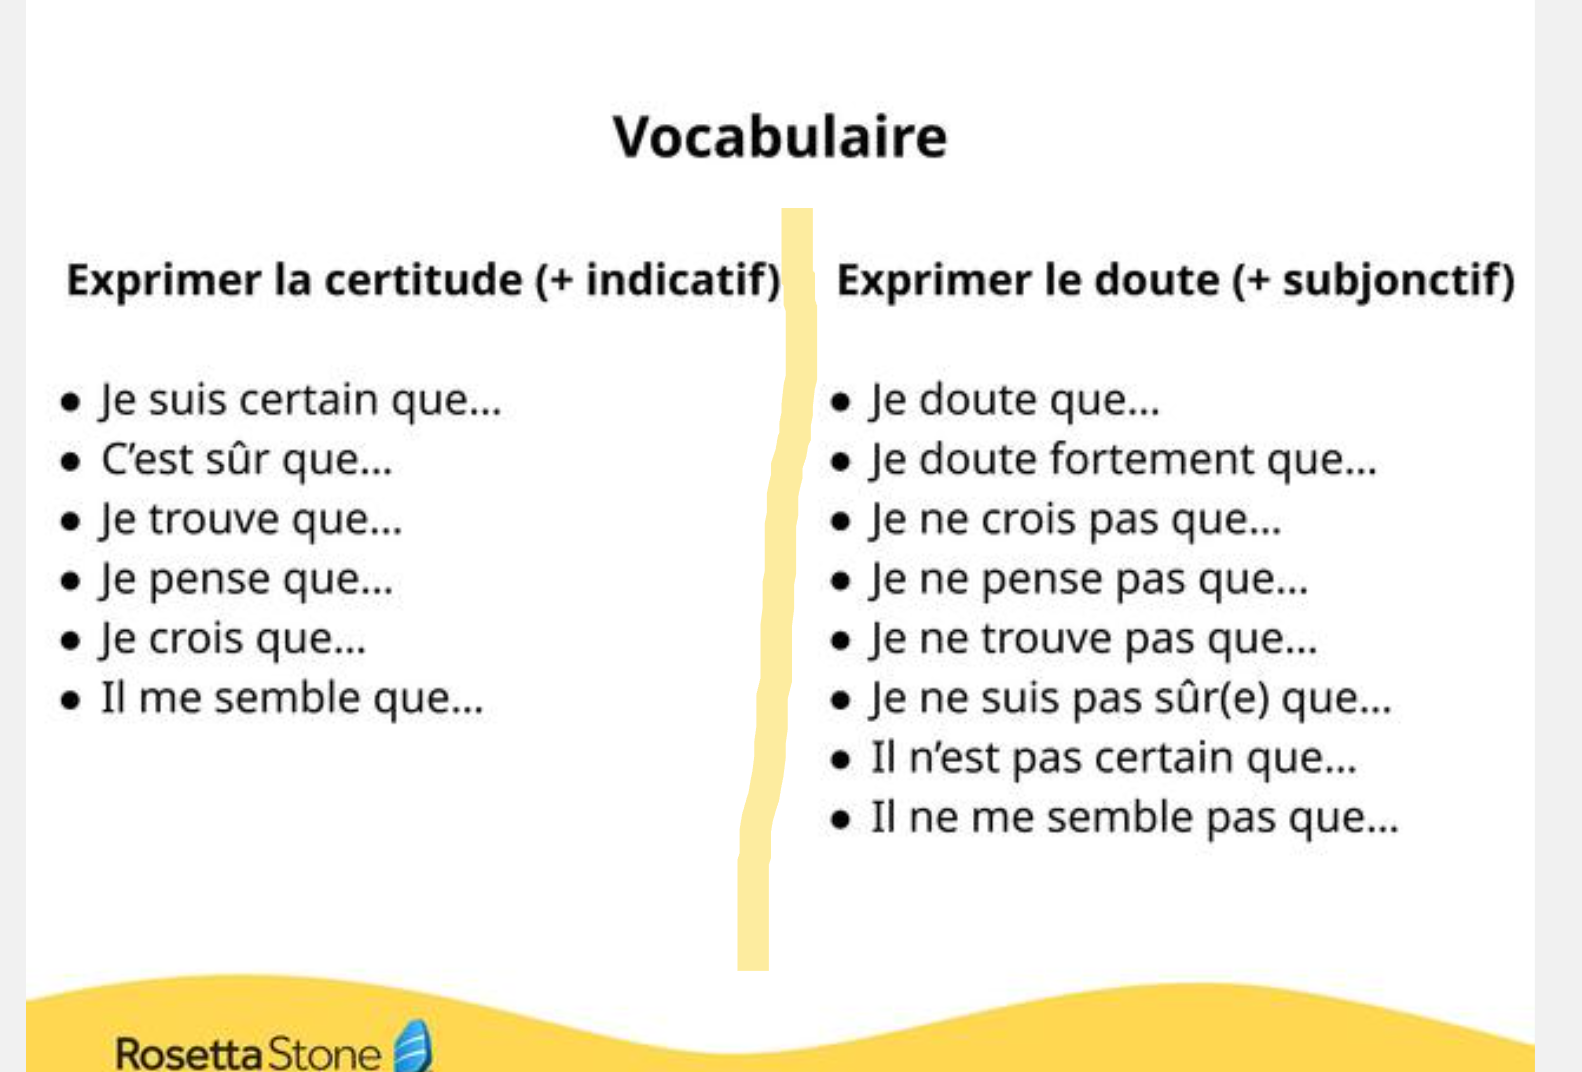 Vocabulaire
Exprimer la certitude (+ indicatif)
● Je suis certain que...
● C’est sûr que...
● Je trouve que...
● Je pense que...
● Je crois que...
● Il me semble que...
Exprimer le doute (+ subjonctif)
● Je doute que...
● Je doute fortement que...
● Je ne crois pas que...
● Je ne pense pas que...
● Je ne trouve pas que...
● Je ne suis pas sûr(e) que...
● Il n’est pas certain que...
● Il ne me semble pas que...
RosettaStone